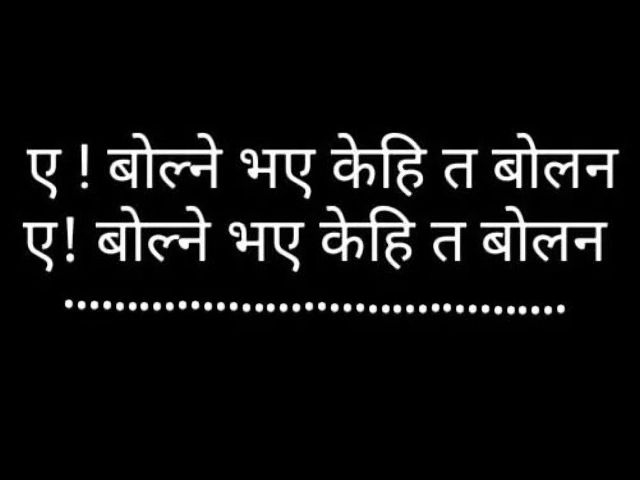 ए ! बोल्ने भए केहि त बोलन
ए! बोल्ने भए केहि त बोलन
........................................